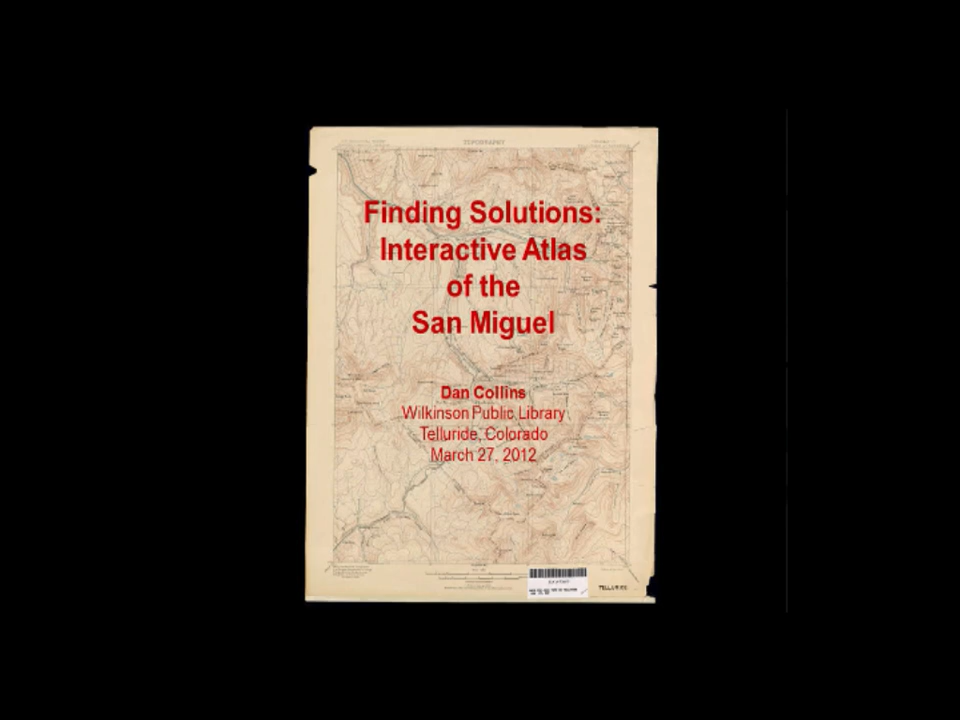 TOPOGRAPHY
Finding Solutions:
Interactive Atlas
of the
San Miguel
Dan Collins
Wilkinson Public Library
Telluride, Colorado
March 27, 2012
TELLURIDE